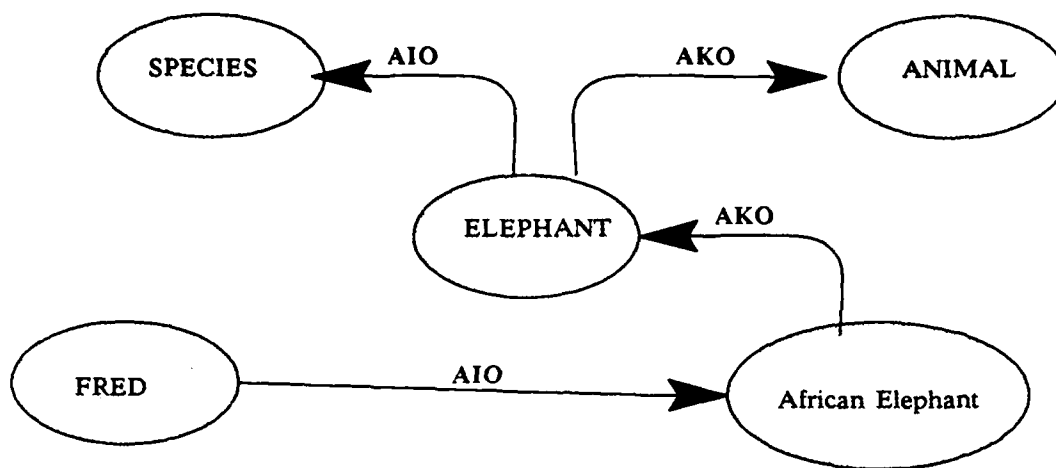 SPECIES
AIO
AKO
ANIMAL
ELEPHANT
AKO
FRED
AIO
African Elephant